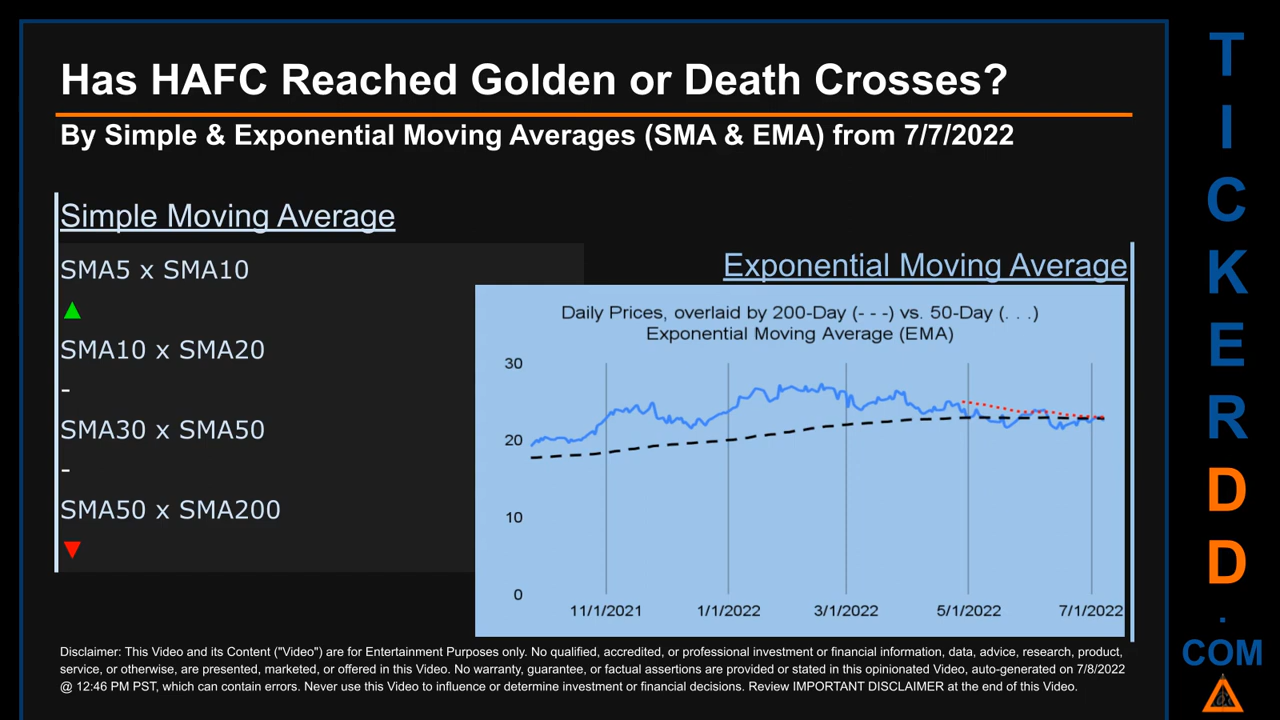 Has HAFC Reached Golden or Death Crosses?
By Simple & Exponential Moving Averages (SMA & EMA) from 7/7/2022
Simple Moving Average
SMA5 x SMA10
▲
SMA10 x SMA20
-
SMA30 x SMA50
-
SMA50 x SMA200
▼
Exponential Moving Average
Daily Prices, overlaid by 200-Day (- - -) vs. 50-Day (. . .)
Exponential Moving Average (EMA)
30
20
10
0
11/1/2021 1/1/2022 3/1/2022 5/1/2022 7/1/2022
Disclaimer: This Video and its Content ("Video") are for Entertainment Purposes only. No qualified, accredited, or professional investment or financial information, data, advice, research, product,
service, or otherwise, are presented, marketed, or offered in this Video. No warranty, guarantee, or factual assertions are provided or stated in this opinionated Video, auto-generated on 7/8/2022
@ 12:46 PM PST, which can contain errors. Never use this Video to influence or determine investment or financial decisions. Review IMPORTANT DISCLAIMER at the end of this Video.
T
I
C
K
E
R
D
D
.
COM